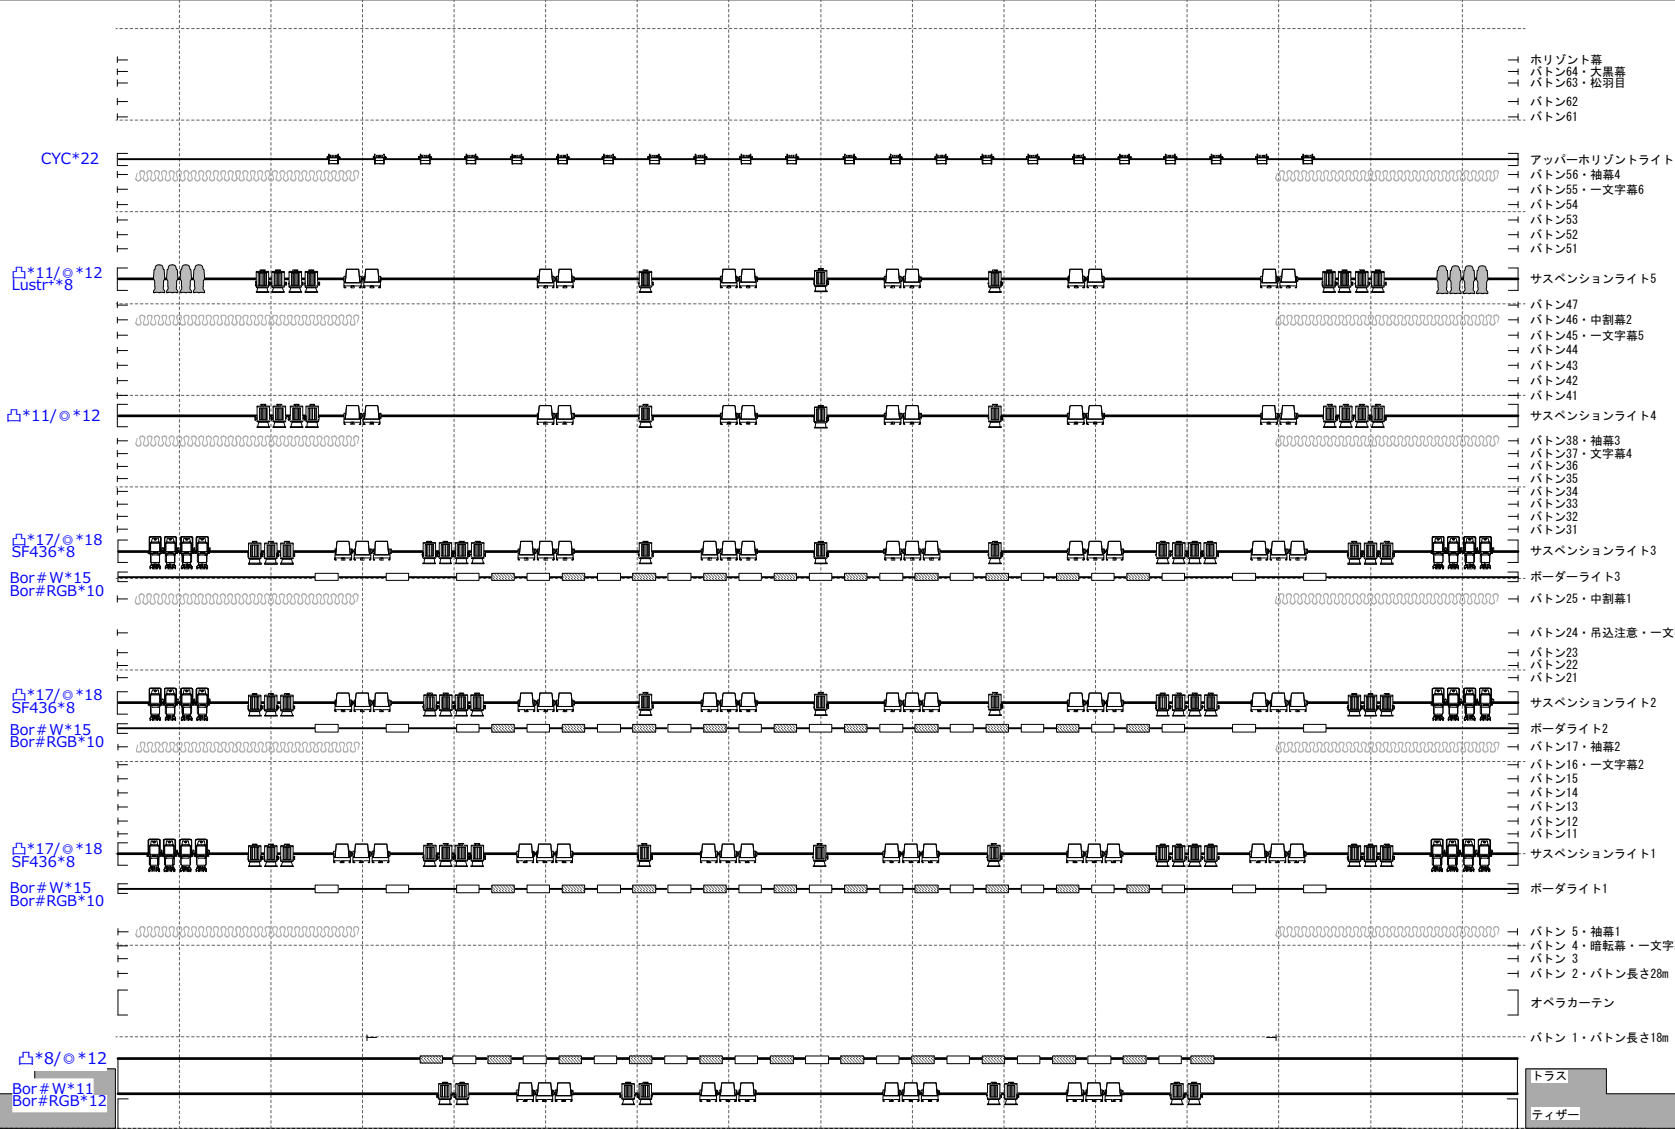 ホリゾント幕
バトン64・大黒幕
バトン63・松羽目
バトン62
バトン61
CYC*22
アッパーホリゾントライト
バトン56・袖幕4
バトン55・一文字幕6
バトン54
バトン53
バトン52
バトン51
凸*11/◎*12
Lustr+*8
サスペンションライト5
バトン47
バトン46・中割幕2
バトン45・一文字幕5
バトン44
バトン43
バトン42
バトン41
凸*11/◎*12
サスペンションライト4
バトン38・袖幕3
バトン37・文字幕4
バトン36
バトン35
バトン34
バトン33
バトン32
バトン31
凸*17/◎*18
SF436*8
サスペンションライト3
Bor#W*15
Bor#RGB*10
ボーダーライト3
バトン25・中割幕1
バトン24・吊込注意・一文
バトン23
バトン22
バトン21
凸*17/◎*18
SF436*8
サスペンションライト2
Bor#W*15
Bor#RGB*10
ボーダライト2
バトン17・袖幕2
バトン16・一文字幕2
バトン15
バトン14
バトン13
バトン12
バトン11
凸*17/◎*18
SF436*8
サスペンションライト1
Bor#W*15
Bor#RGB*10
ボーダライト1
バトン 5・袖幕1
バトン 4・暗転幕・一文字
バトン 3
バトン 2・バトン長さ28m
オペラカーテン
バトン 1・バトン長さ18m
凸*8/◎*12
Bor#W*11
Bor#RGB*12
トラス
ティザー